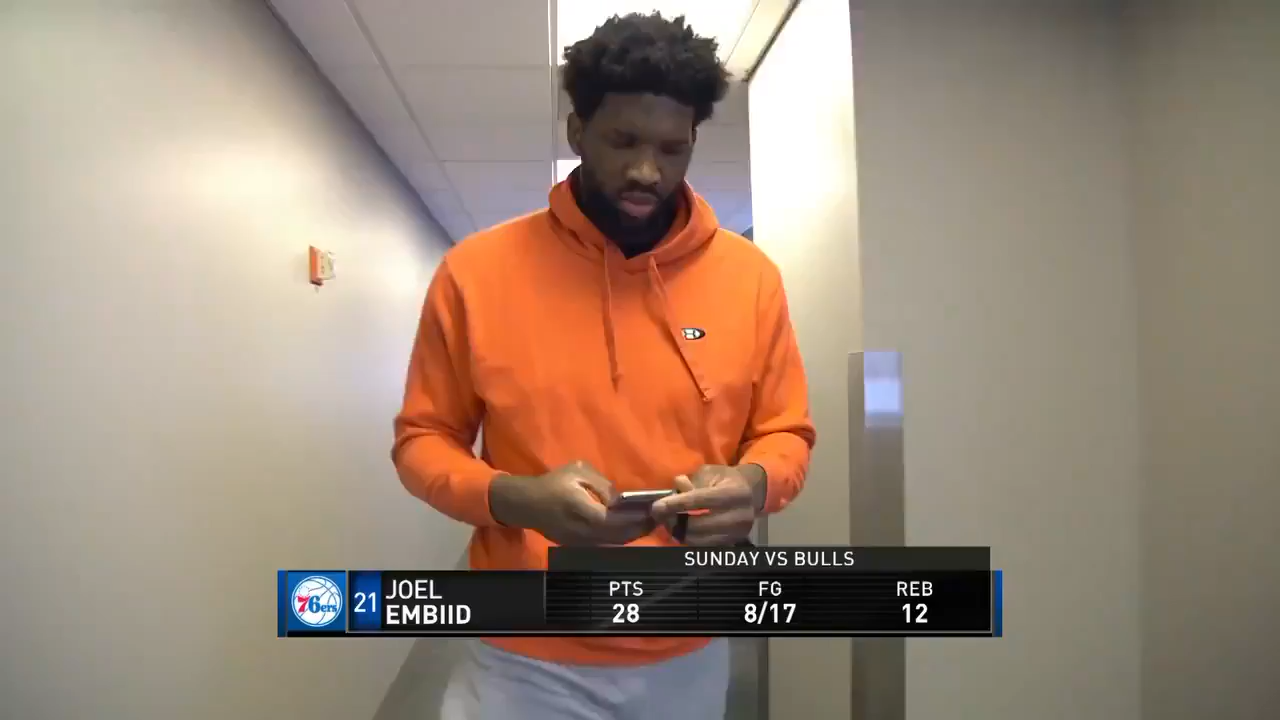 SUNDAY VS BULLS
76ers
21
JOEL
EMBIID
PTS
FG
REB
28
8/17
12